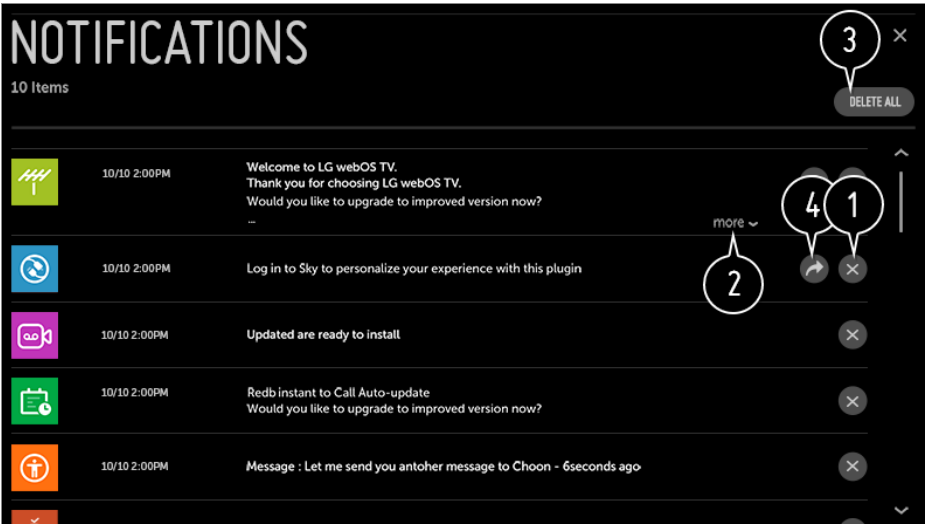 NOTIFICATIONS
10 Items
3
DELETE ALL
10/10 2:00PM
Welcome to LG webOS TV.
Thank you for choosing LG webOS TV.
Would you like to upgrade to improved version now?
...
more
4
1
2
10/10 2:00PM
Log in to Sky to personalize your experience with this plugin
10/10 2:00PM
Updated are ready to install
10/10 2:00PM
Redb instant to Call Auto-update
Would you like to upgrade to improved version now?
10/10 2:00PM
Message : Let me send you antoher message to Choon - 6seconds ago